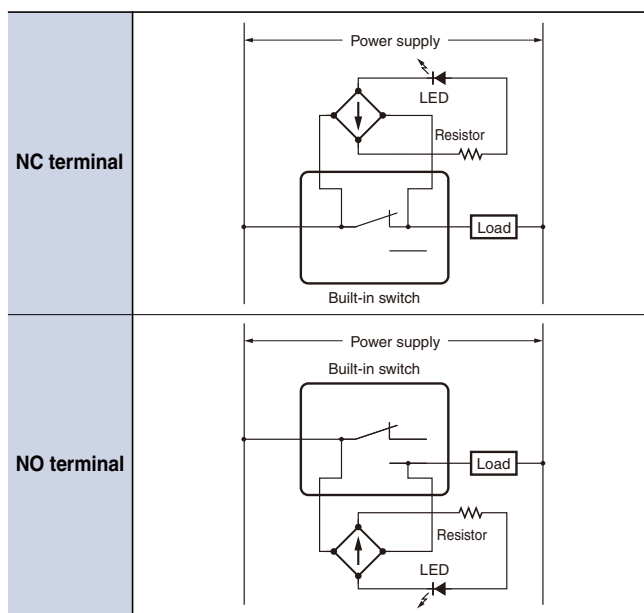 NC terminal
Power supply
LED
Resistor
Load
Built-in switch
NO terminal
Power supply
Built-in switch
Load
Resistor
LED